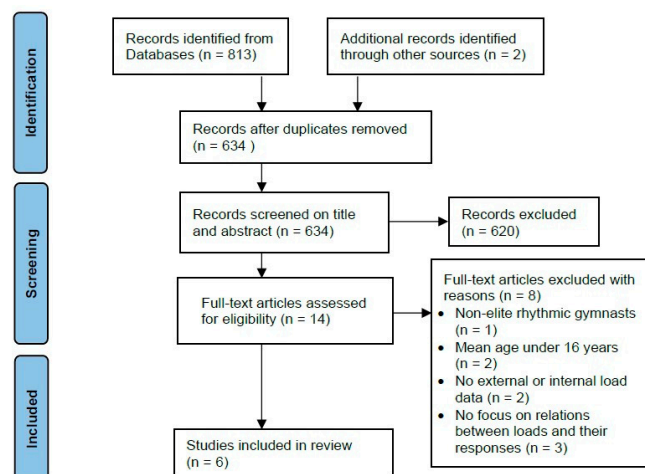 Identification
Records identified from
Databases (n = 813)
Additional records identified
through other sources (n = 2)
Records after duplicates removed
(n = 634 )
Screening
Records screened on title
and abstract (n = 634)
Records excluded
(n = 620)
Full-text articles assessed
for eligibility (n = 14)
Full-text articles excluded with
reasons (n = 8)
• Non-elite rhythmic gymnasts
(n = 1)
• Mean age under 16 years
(n = 2)
• No external or internal load
data (n = 2)
• No focus on relations
between loads and their
responses (n = 3)
Included
Studies included in review
(n = 6)